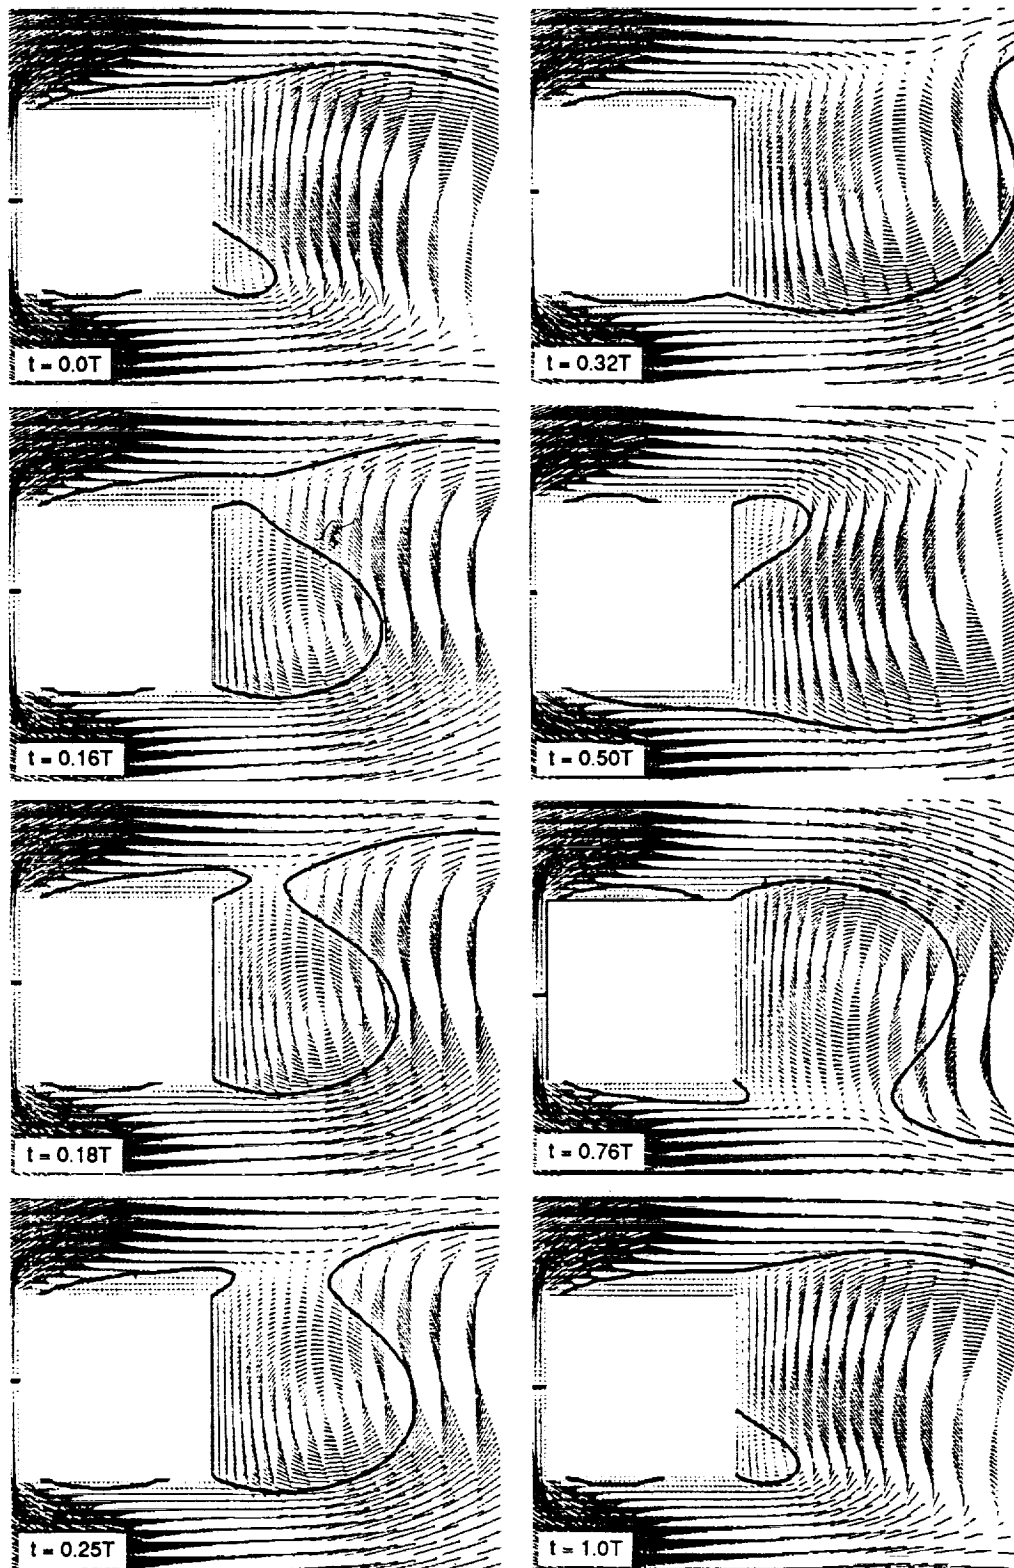 t = 0.0T
t = 0.32T
t = 0.16T
t = 0.50T
t = 0.18T
t = 0.76T
t = 0.25T
t = 1.0T